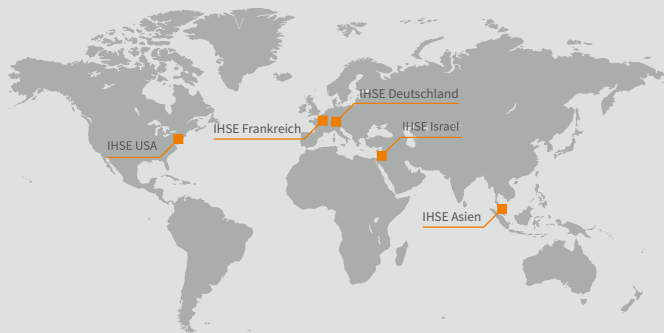 IHSE Deutschland
IHSE Frankreich
IHSE Israel
IHSE USA
IHSE Asien